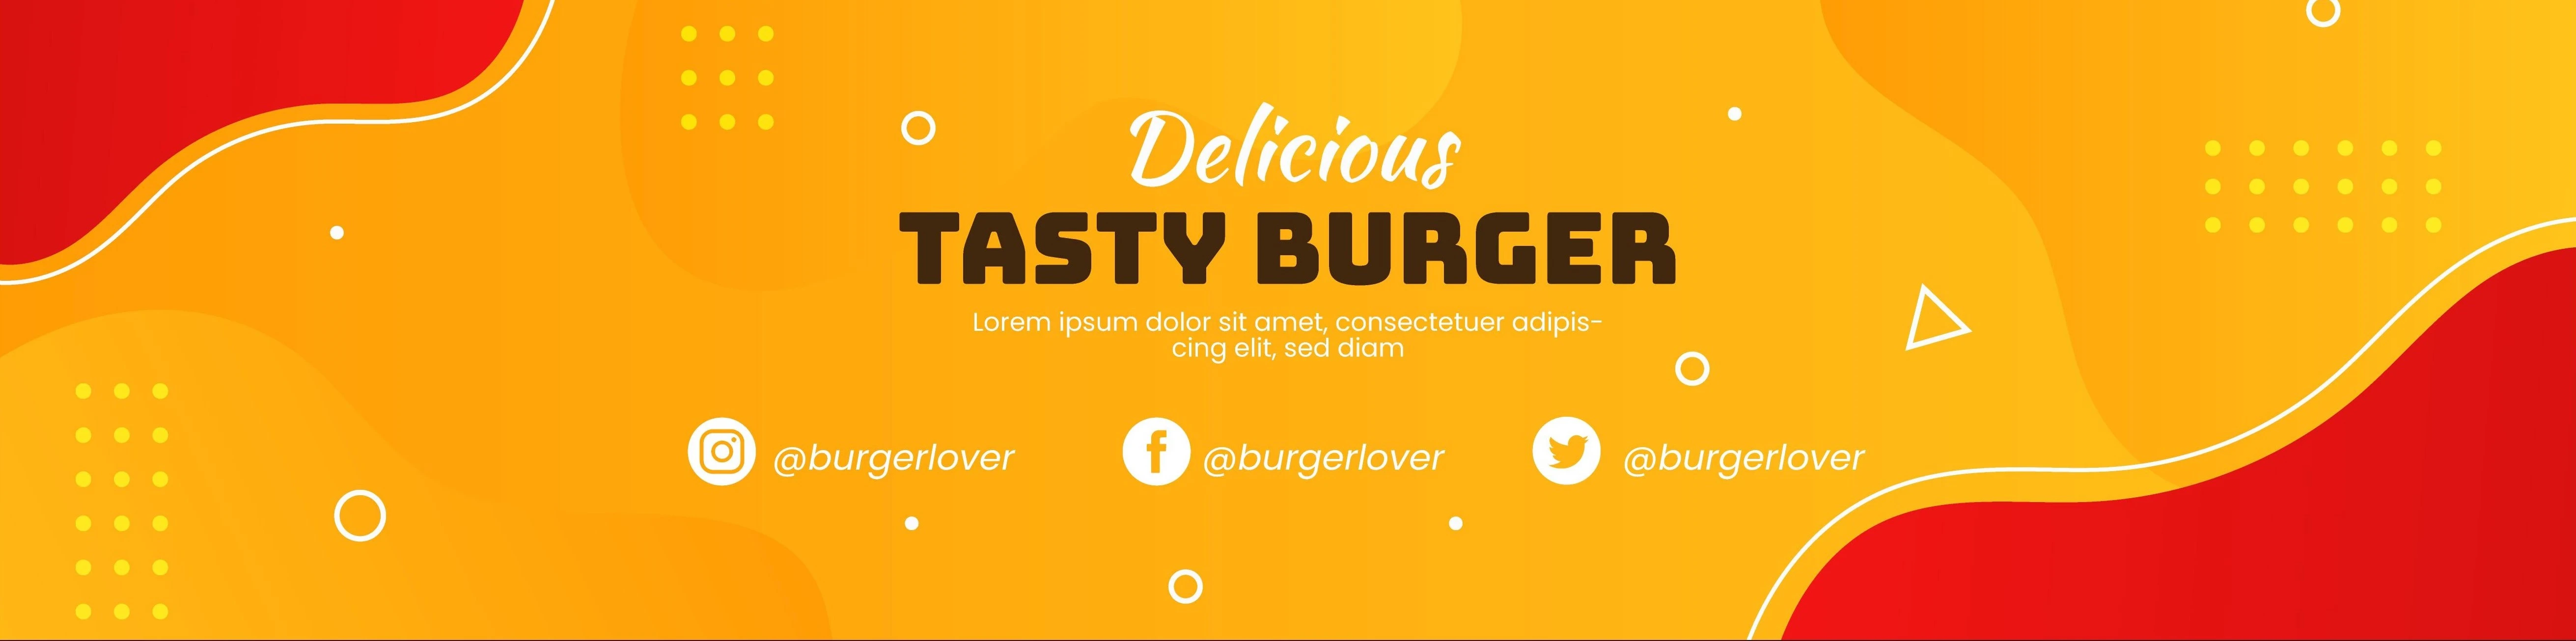 Delicious
TASTY BURGER
Lorem ipsum dolor sit amet, consectetuer adipis-
cing elit, sed diam
@burgerlover @burgerlover @burgerlover